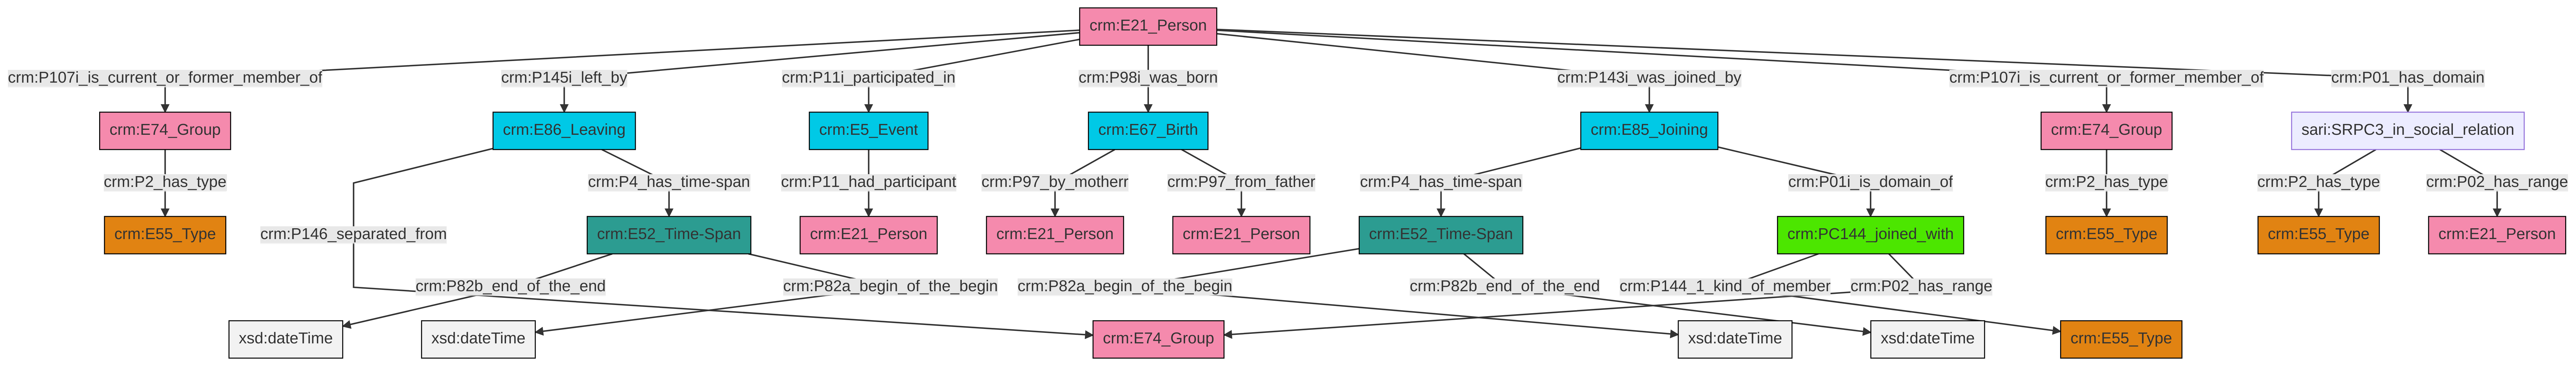 crm:E21_Person
crm:P107i_is_current_or_former_member_of
crm:P145i_left_by
crm:P11i_participated_in
crm:P98i_was_born
crm:P143i_was_joined_by
crm:P107i_is_current_or_former_member_of
crm:P01_has_domain
crm:E74_Group
crm:E86_Leaving
crm:E5_Event
crm:E67_Birth
crm:E85_Joining
crm:E74_Group
sari:SRPC3_in_social_relation
crm:P2_has_type
crm:P4_has_time-span
crm:P11_had_participant
crm:P97_by_motherr
crm:P97_from_father
crm:P4_has_time-span
crm:P01i_is_domain_of
crm:P2_has_type
crm:P2_has_type
crm:P02_has_range
crm:E55_Type
crm:P146_separated_from
crm:E52_Time-Span
crm:E21_Person
crm:E21_Person
crm:E21_Person
crm:E52_Time-Span
crm:PC144_joined_with
crm:E55_Type
crm:E55_Type
crm:E21_Person
crm:P82b_end_of_the_end
crm:P82a_begin_of_the_begin
crm:P82a_begin_of_the_begin
crm:P82b_end_of_the_end
crm:P144_1_kind_of_member
crm:P02_has_range
xsd:dateTime
xsd:dateTime
crm:E74_Group
xsd:dateTime
xsd:dateTime
crm:E55_Type